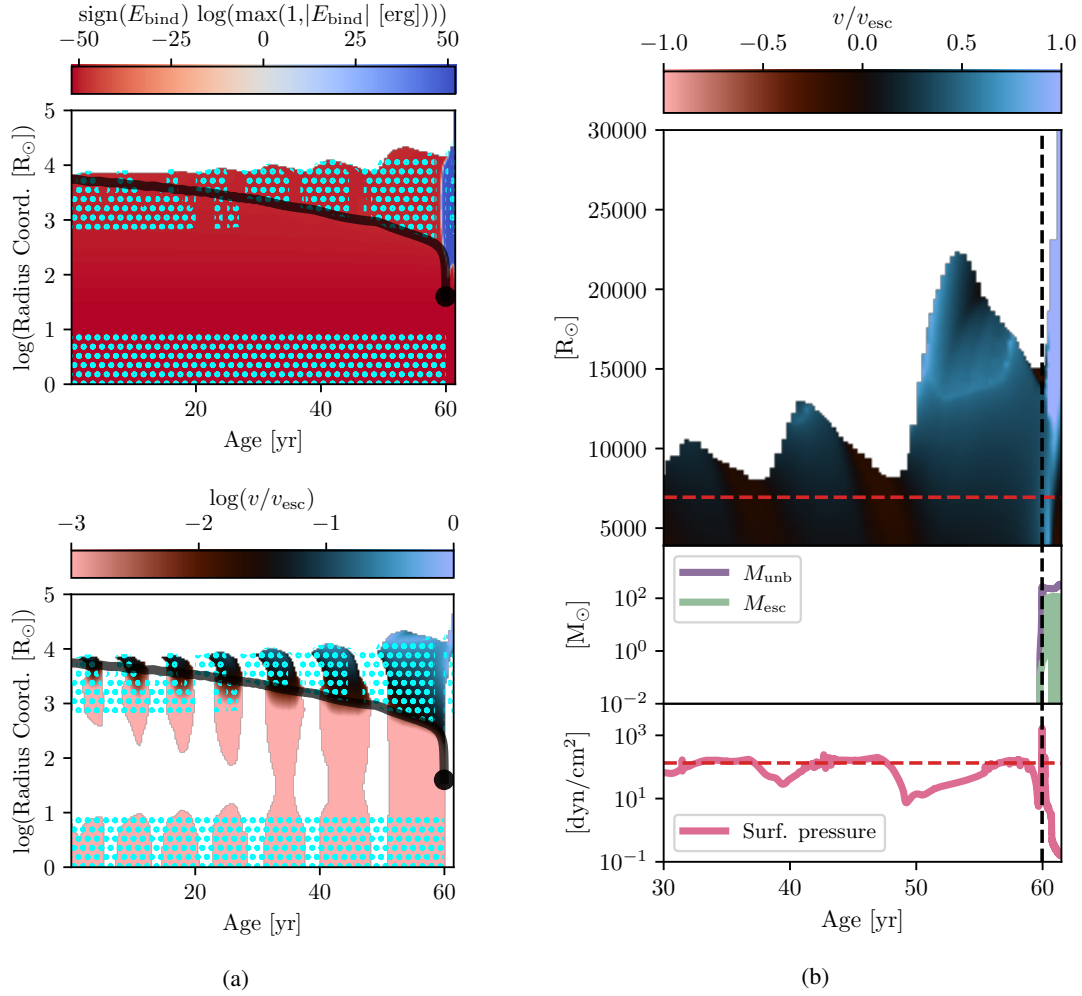 sign(E_bind) log(max(1,|E_bind| [erg])))
−50 −25 0 25 50
log(Radius Coord. [R⊙])
5
4
3
2
1
0
20 40 60
Age [yr]
log(v/v_esc)
−3 −2 −1 0
log(Radius Coord. [R⊙])
5
4
3
2
1
0
20 40 60
Age [yr]
(a)
v/v_esc
−1.0 −0.5 0.0 0.5 1.0
[R⊙]
30000
25000
20000
15000
10000
5000
M_unb
M_esc
[M⊙]
10^2
10^0
10^−2
[dyn/cm^2]
10^3
10^1
10^−1
Surf. pressure
30 40 50 60
Age [yr]
(b)